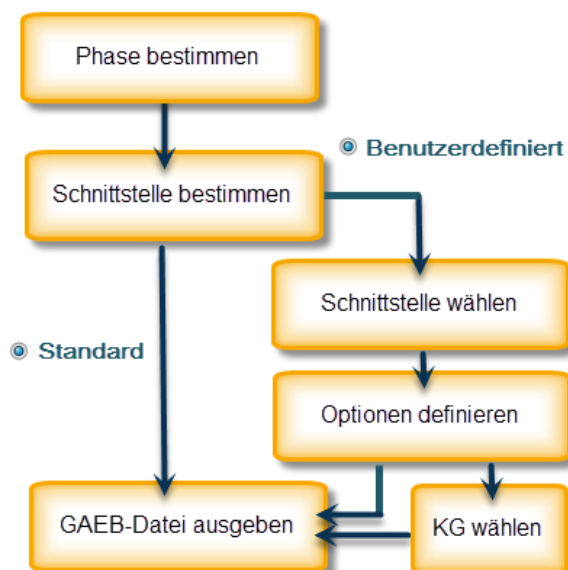 Phase bestimmen
Benutzerdefiniert
Schnittstelle bestimmen
Schnittstelle wählen
Standard
Optionen definieren
GAEB-Datei ausgeben
KG wählen